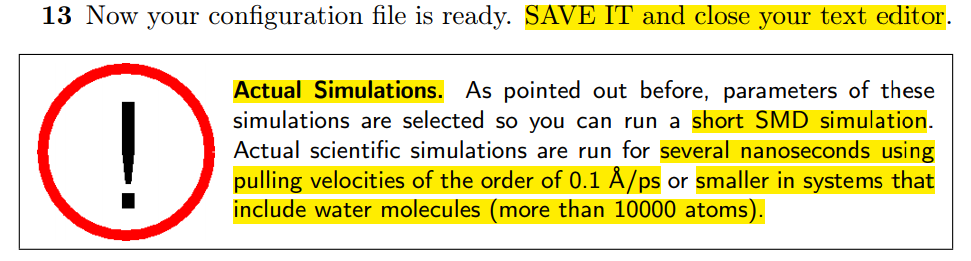 13 Now your configuration file is ready. SAVE IT and close your text editor.
!
Actual Simulations. As pointed out before, parameters of these
simulations are selected so you can run a short SMD simulation.
Actual scientific simulations are run for several nanoseconds using
pulling velocities of the order of 0.1 Å/ps or smaller in systems that
include water molecules (more than 10000 atoms).